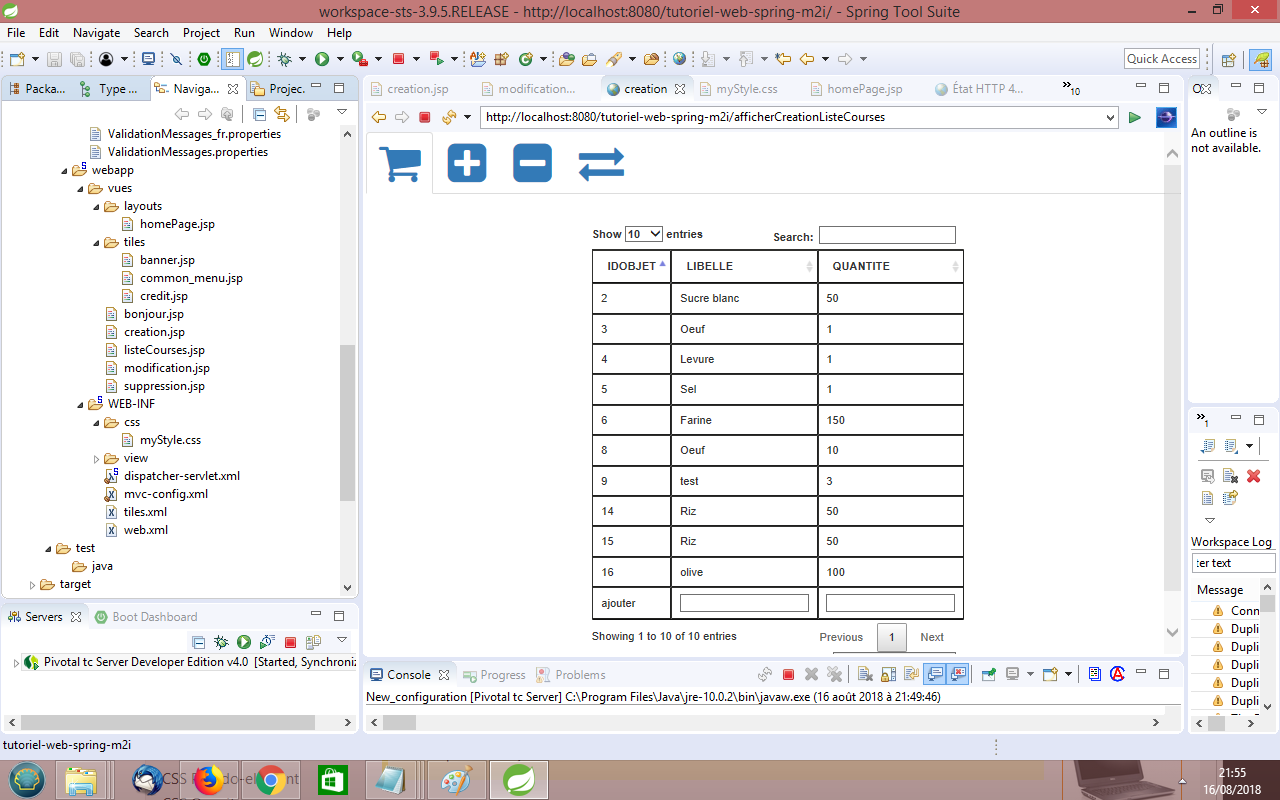 workspace-sts-3.9.5.RELEASE - http://localhost:8080/tutoriel-web-spring-m2i/ - Spring Tool Suite
File Edit Navigate Search Project Run Window Help
Quick Access
Packa... Type ... Naviga... Projec.
ValidationMessages_fr.properties
ValidationMessages.properties
webapp
vues
layouts
homePage.jsp
tiles
banner.jsp
common_menu.jsp
credit.jsp
bonjour.jsp
creation.jsp
listeCourses.jsp
modification.jsp
suppression.jsp
WEB-INF
css
myStyle.css
view
dispatcher-servlet.xml
mvc-config.xml
tiles.xml
web.xml
test
java
target
Servers Boot Dashboard
Pivotal tc Server Developer Edition v4.0 [Started, Synchroni
creation.jsp modification... creation myStyle.css homePage.jsp État HTTP 4... »10
http://localhost:8080/tutoriel-web-spring-m2i/afficherCreationListeCourses
Show 10 entries Search:
IDOBJET LIBELLE QUANTITE
2 Sucre blanc 50
3 Oeuf 1
4 Levure 1
5 Sel 1
6 Farine 150
8 Oeuf 10
9 test 3
14 Riz 50
15 Riz 50
16 olive 100
ajouter
Showing 1 to 10 of 10 entries Previous 1 Next
Console Progress Problems
New_configuration [Pivotal tc Server] C:\Program Files\Java\jre-10.0.2\bin\javaw.exe (16 août 2018 à 21:49:46)
An outline is
not available.
»1
Workspace Log
:er text
Message
Conn
Dupli
Dupli
Dupli
Dupli
Dupli
tutoriel-web-spring-m2i
21:55
16/08/2018